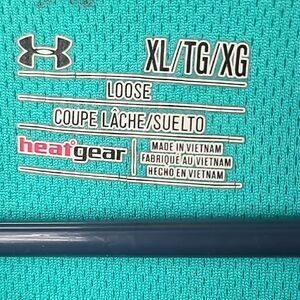 XL/TG/XG
LOOSE
COUPE LÂCHE/SUELTO
heatgear
MADE IN VIETNAM
FABRIQUÉ AU VIETNAM
HECHO EN VIETNAM